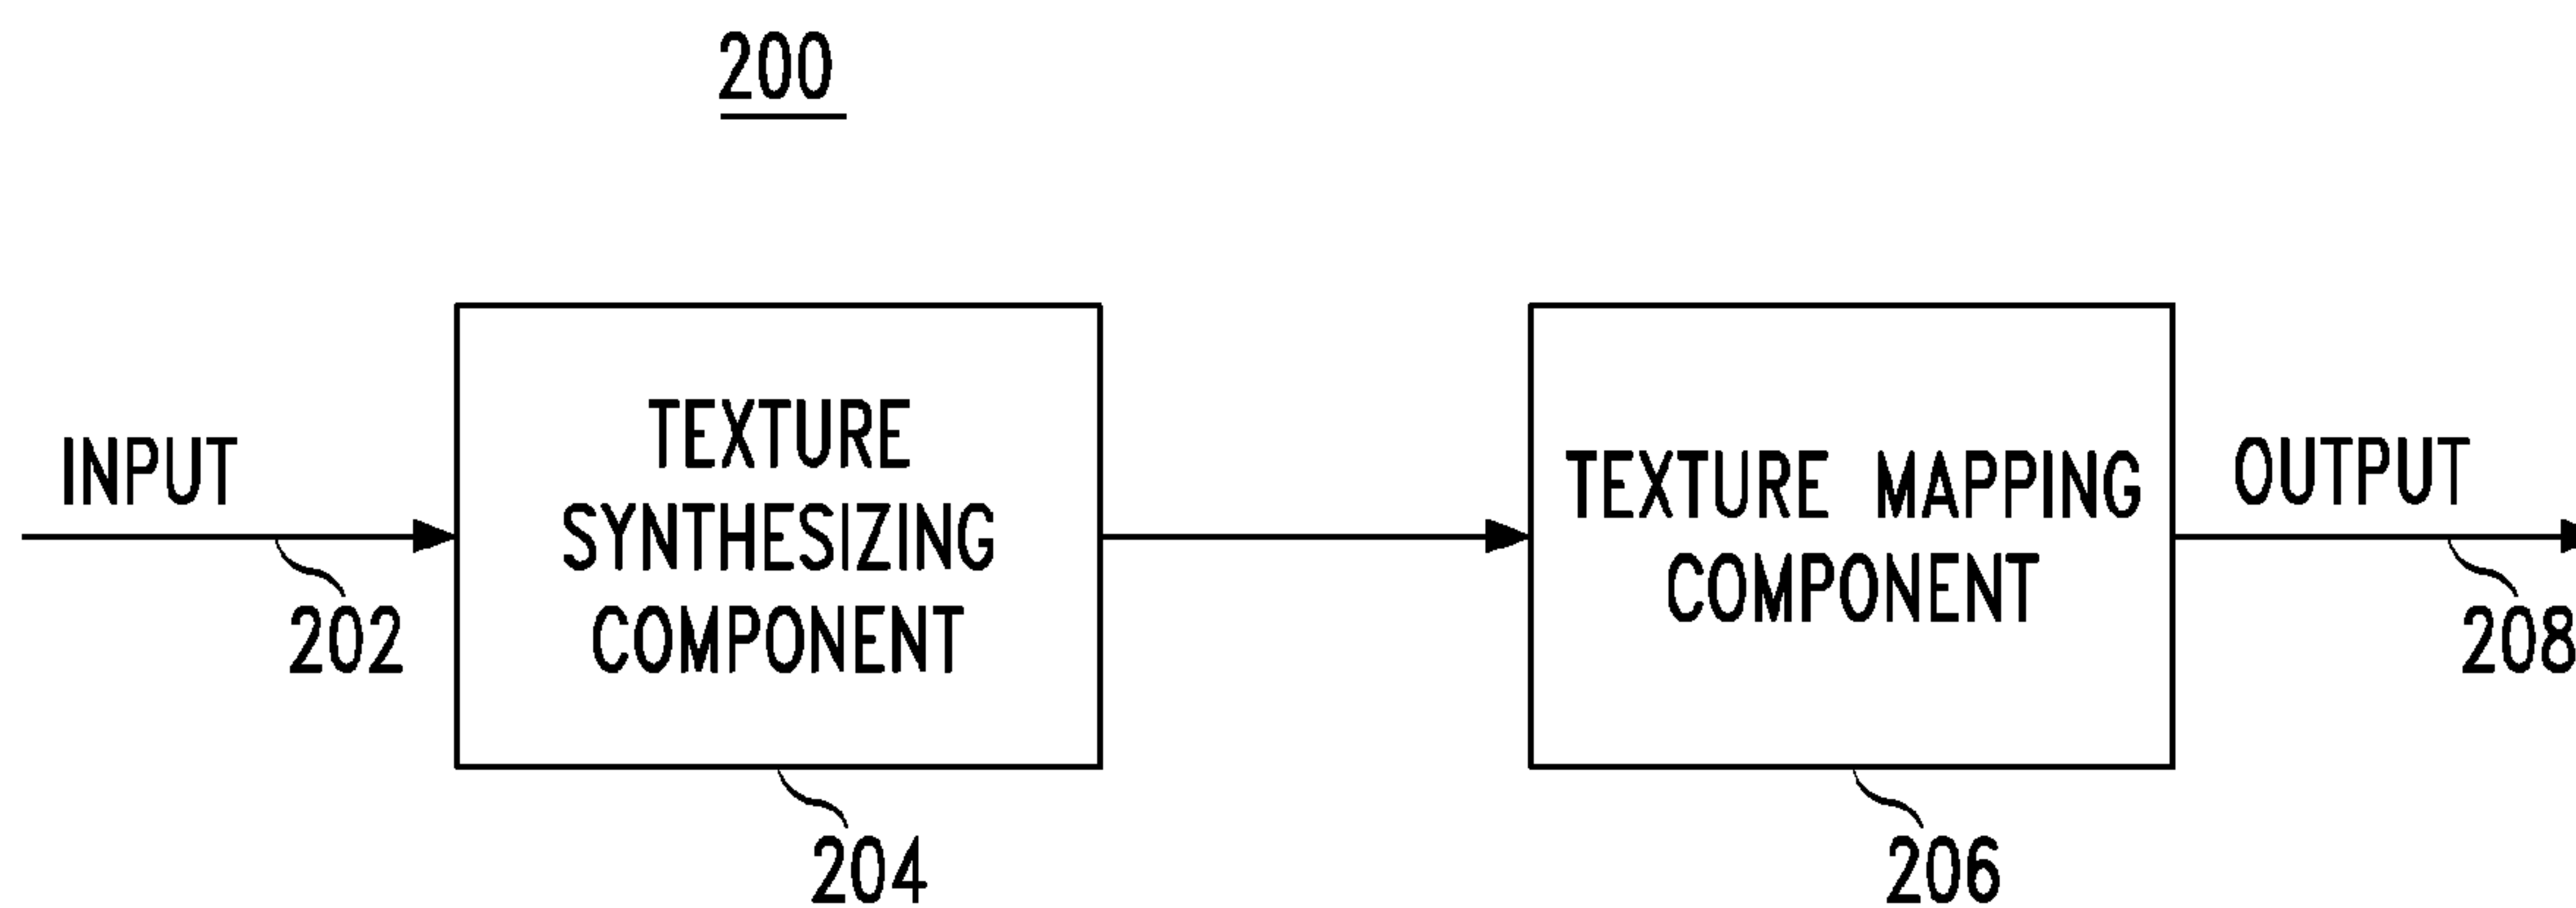 200
INPUT
202
TEXTURE
SYNTHESIZING
COMPONENT
204
TEXTURE MAPPING
COMPONENT
206
OUTPUT
208